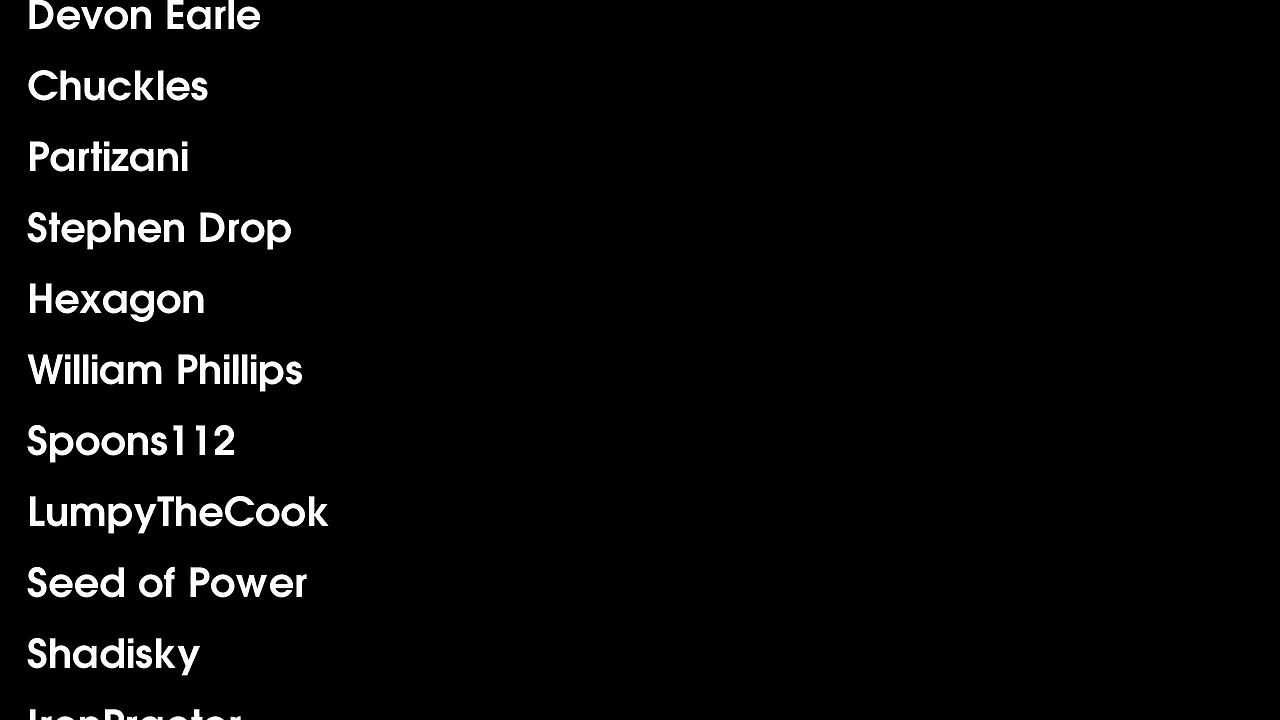 Devon Earle
Chuckles
Partizani
Stephen Drop
Hexagon
William Phillips
Spoons112
LumpyTheCook
Seed of Power
Shadisky